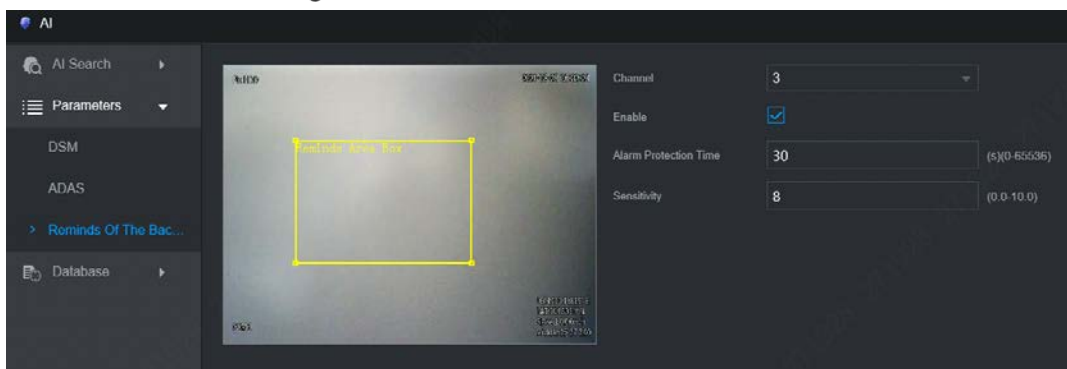 AI
AI Search
Parameters
DSM
ADAS
Reminds Of The Bac...
Database
Reminds Area Box
Channel
3
Enable
Alarm Protection Time
30
(s)(0-65536)
Sensitivity
8
(0.0-10.0)